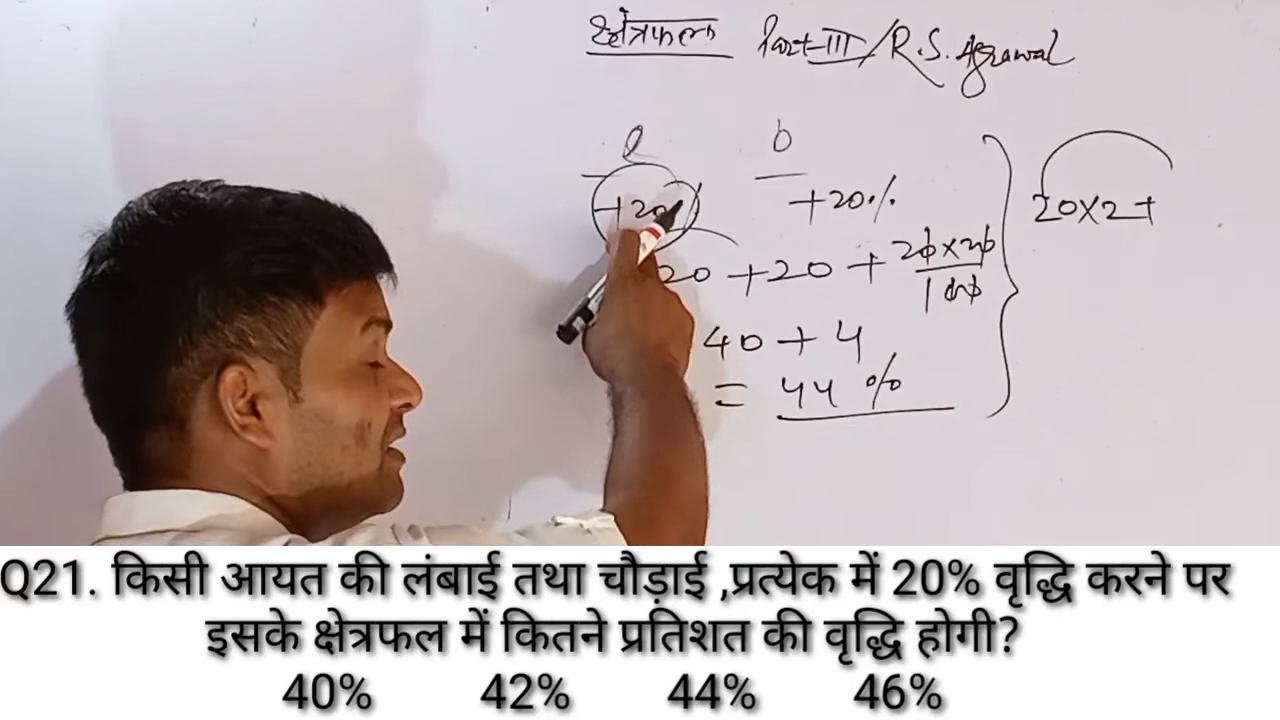 क्षेत्रफल Part-III / R.S. Agrawal
l b
+20% +20%
20 + 20 + 20×20/100
40 + 4
= 44%
20×2+
Q21. किसी आयत की लंबाई तथा चौड़ाई ,प्रत्येक में 20% वृद्धि करने पर
इसके क्षेत्रफल में कितने प्रतिशत की वृद्धि होगी?
40% 42% 44% 46%